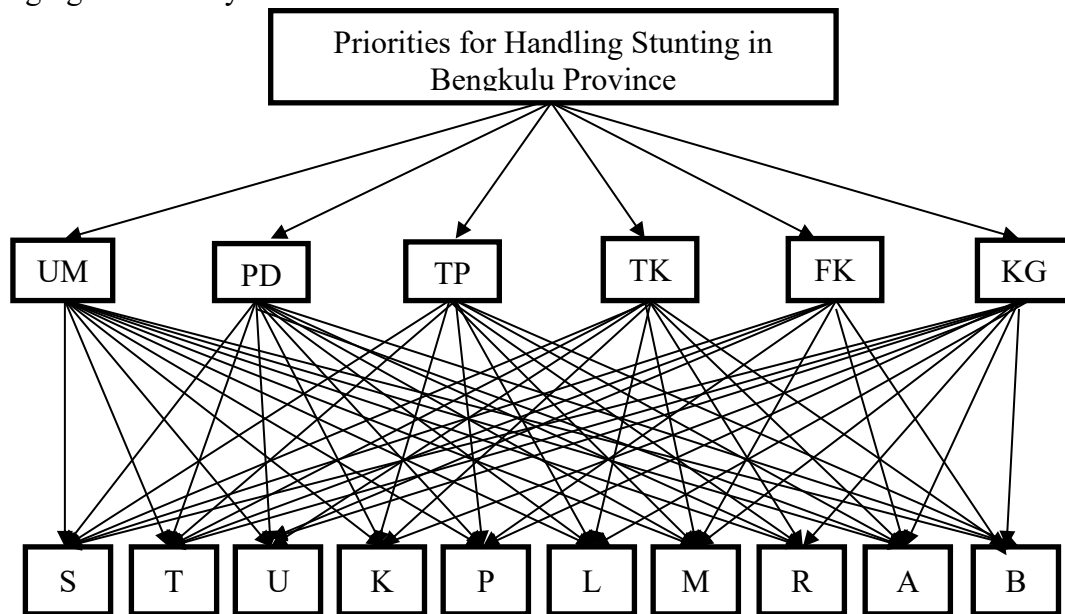 Priorities for Handling Stunting in
Bengkulu Province
UM PD TP TK FK KG
S T U K P L M R A B